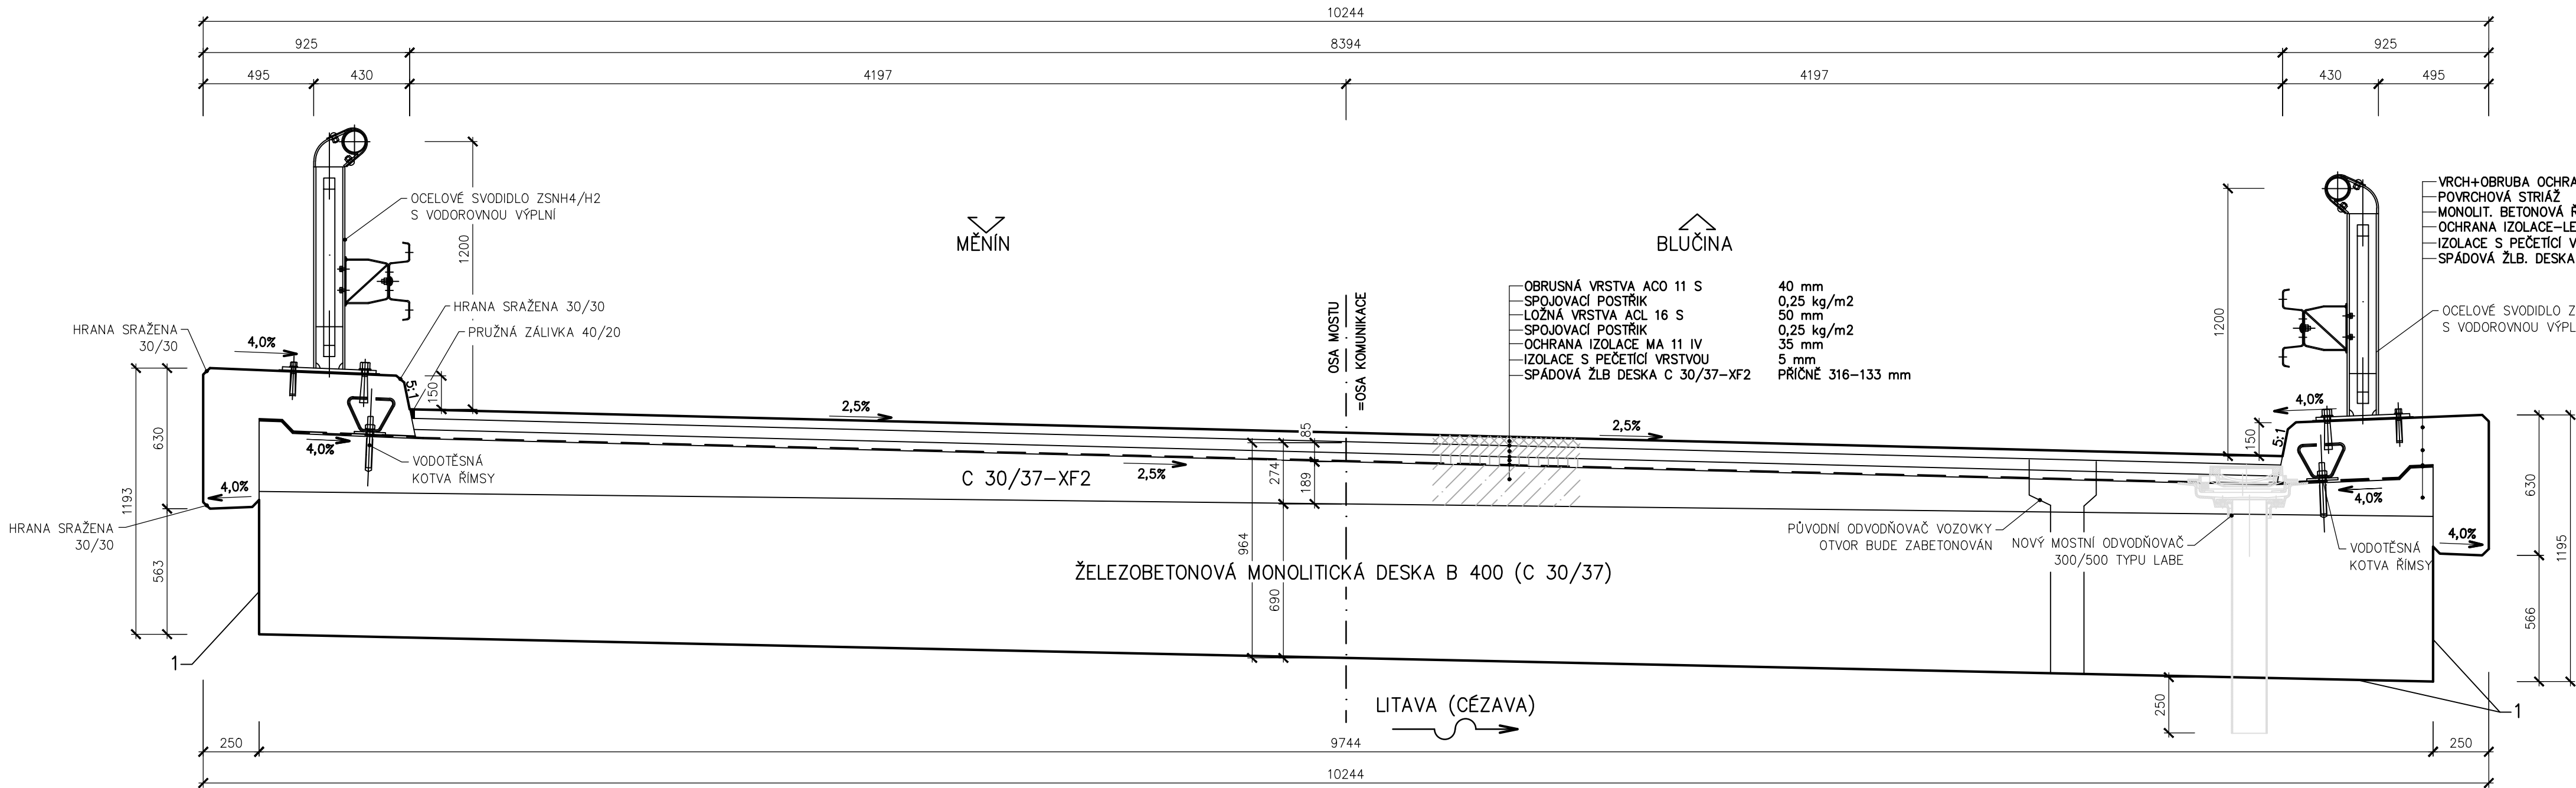 10244
925
8394
925
495
430
4197
4197
430
495
OCELOVÉ SVODIDLO ZSNH4/H2
S VODOROVNOU VÝPLNÍ
1200
MĚNÍN
BLUČINA
VRCH+OBRUBA OCHRA
POVRCHOVÁ STRIÁŽ
MONOLIT. BETONOVÁ Ř
OCHRANA IZOLACE-LE
IZOLACE S PEČETÍCÍ V
SPÁDOVÁ ŽLB. DESKA
1200
OCELOVÉ SVODIDLO Z
S VODOROVNOU VÝPL
OBRUSNÁ VRSTVA ACO 11 S 40 mm
SPOJOVACÍ POSTŘIK 0,25 kg/m2
LOŽNÁ VRSTVA ACL 16 S 50 mm
SPOJOVACÍ POSTŘIK 0,25 kg/m2
OCHRANA IZOLACE MA 11 IV 35 mm
IZOLACE S PEČETÍCÍ VRSTVOU 5 mm
SPÁDOVÁ ŽLB DESKA C 30/37-XF2 PŘÍČNĚ 316-133 mm
OSA MOSTU
=OSA KOMUNIKACE
HRANA SRAŽENA 30/30
PRUŽNÁ ZÁLIVKA 40/20
HRANA SRAŽENA
30/30
4,0%
5:1
150
2,5%
2,5%
4,0%
5:1
150
630
1193
4,0%
VODOTĚSNÁ
KOTVA ŘÍMSY
4,0%
C 30/37-XF2
2,5%
85
274
189
964
690
4,0%
630
1195
HRANA SRAŽENA
30/30
563
PŮVODNÍ ODVODŇOVAČ VOZOVKY
OTVOR BUDE ZABETONOVÁN
NOVÝ MOSTNÍ ODVODŇOVAČ
300/500 TYPU LABE
VODOTĚSNÁ
KOTVA ŘÍMSY
4,0%
566
ŽELEZOBETONOVÁ MONOLITICKÁ DESKA B 400 (C 30/37)
1
250
1
LITAVA (CÉZAVA)
250
9744
250
10244